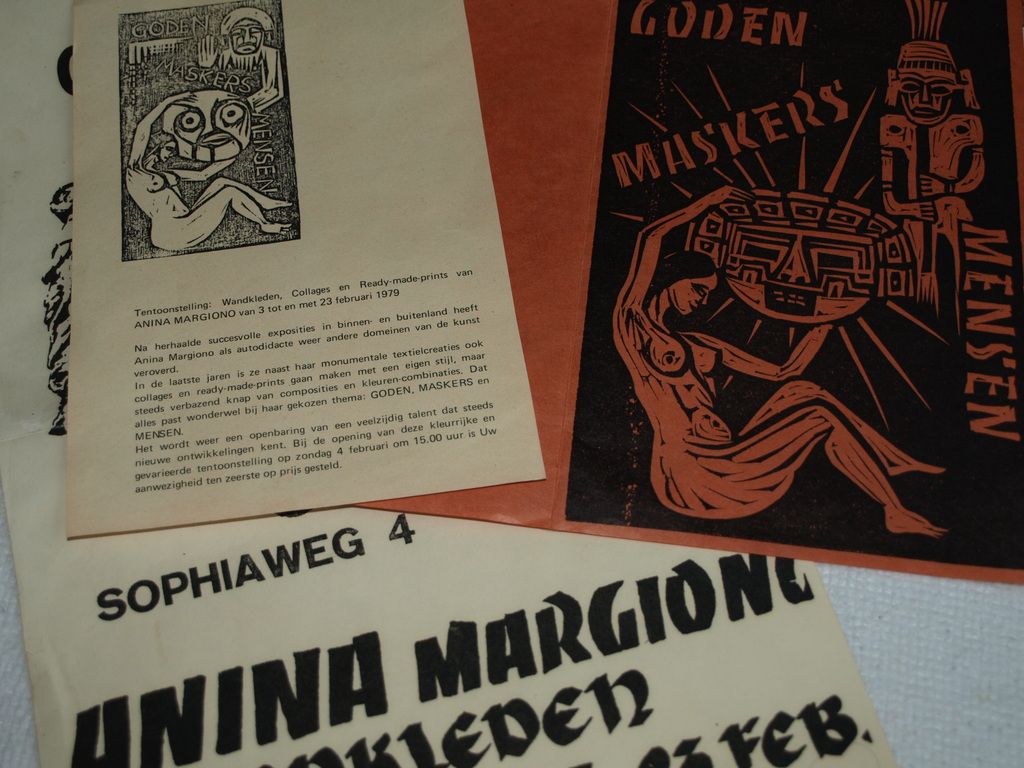 GODEN
MASKERS
MENSEN
Tentoonstelling: Wandkleden, Collages en Ready-made-prints van
ANINA MARGIONO van 3 tot en met 23 februari 1979
Na herhaalde succesvolle exposities in binnen- en buitenland heeft
Anina Margiono als autodidacte weer andere domeinen van de kunst
veroverd.
In de laatste jaren is ze naast haar monumentale textielcreaties ook
collages en ready-made-prints gaan maken met een eigen stijl, maar
steeds verbazend knap van composities en kleuren-combinaties. Dat
alles past wonderwel bij haar gekozen thema: GODEN, MASKERS en
MENSEN.
Het wordt weer een openbaring van een veelzijdig talent dat steeds
nieuwe ontwikkelingen kent. Bij de opening van deze kleurrijke en
gevarieerde tentoonstelling op zondag 4 februari om 15.00 uur is Uw
aanwezigheid ten zeerste op prijs gesteld.
GODEN
MASKERS
MENSEN
SOPHIAWEG 4
ANINA MARGIONO
FEB.